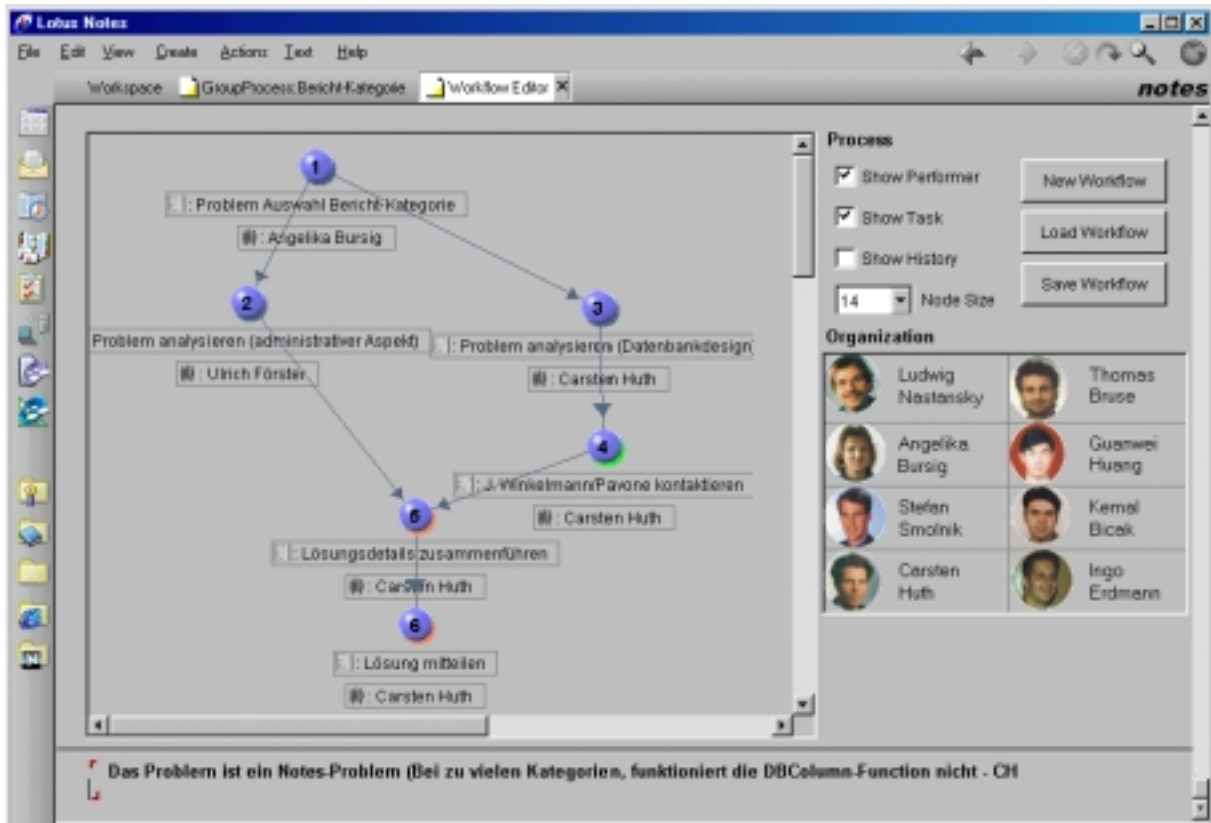 Lotus Notes
File Edit View Create Actions Text Help
Workspace GroupProcess: Bericht-Kategorie Workflow Editor
notes
1
: Problem Auswahl Bericht-Kategorie
: Angelika Bursig
2
3
Problem analysieren (administrativer Aspekt)
: Problem analysieren (Datenbankdesign)
: Ulrich Förster
: Carsten Huth
4
: J. Winkelmann/Pavone kontaktieren
: Carsten Huth
5
: Lösungsdetails zusammenführen
: Carsten Huth
6
: Lösung mitteilen
: Carsten Huth
Process
Show Performer
New Workflow
Show Task
Load Workflow
Show History
Save Workflow
14 Node Size
Organization
Ludwig
Nastansky
Thomas
Bruse
Angelika
Bursig
Guanwei
Huang
Stefan
Smolnik
Kemal
Bicak
Carsten
Huth
Ingo
Erdmann
Das Problem ist ein Notes-Problem (Bei zu vielen Kategorien, funktioniert die DBColumn-Function nicht - CH